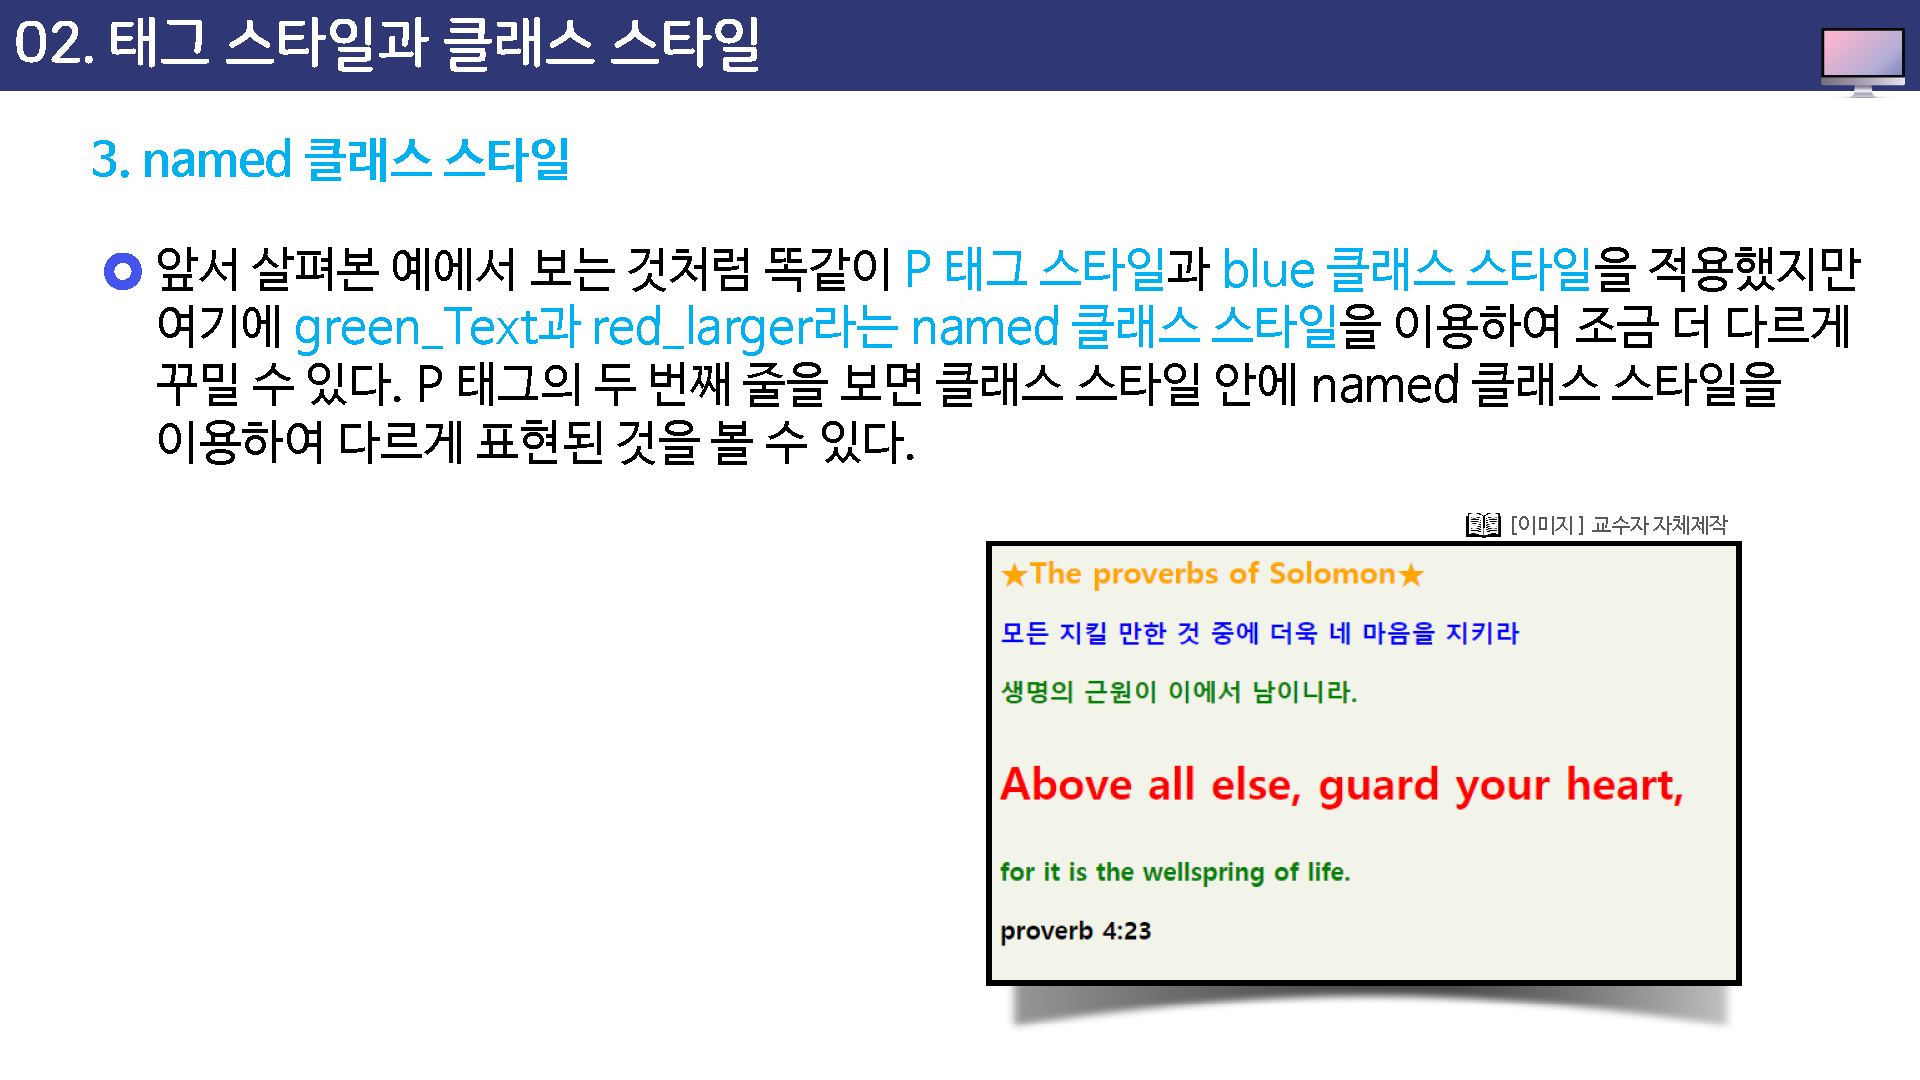 02. 태그 스타일과 클래스 스타일
3. named 클래스 스타일
앞서 살펴본 예에서 보는 것처럼 똑같이 P 태그 스타일과 blue 클래스 스타일을 적용했지만
여기에 green_Text과 red_larger라는 named 클래스 스타일을 이용하여 조금 더 다르게
꾸밀 수 있다. P 태그의 두 번째 줄을 보면 클래스 스타일 안에 named 클래스 스타일을
이용하여 다르게 표현된 것을 볼 수 있다.
[이미지] 교수자 자체제작
★The proverbs of Solomon★
모든 지킬 만한 것 중에 더욱 네 마음을 지키라
생명의 근원이 이에서 남이니라.
Above all else, guard your heart,
for it is the wellspring of life.
proverb 4:23